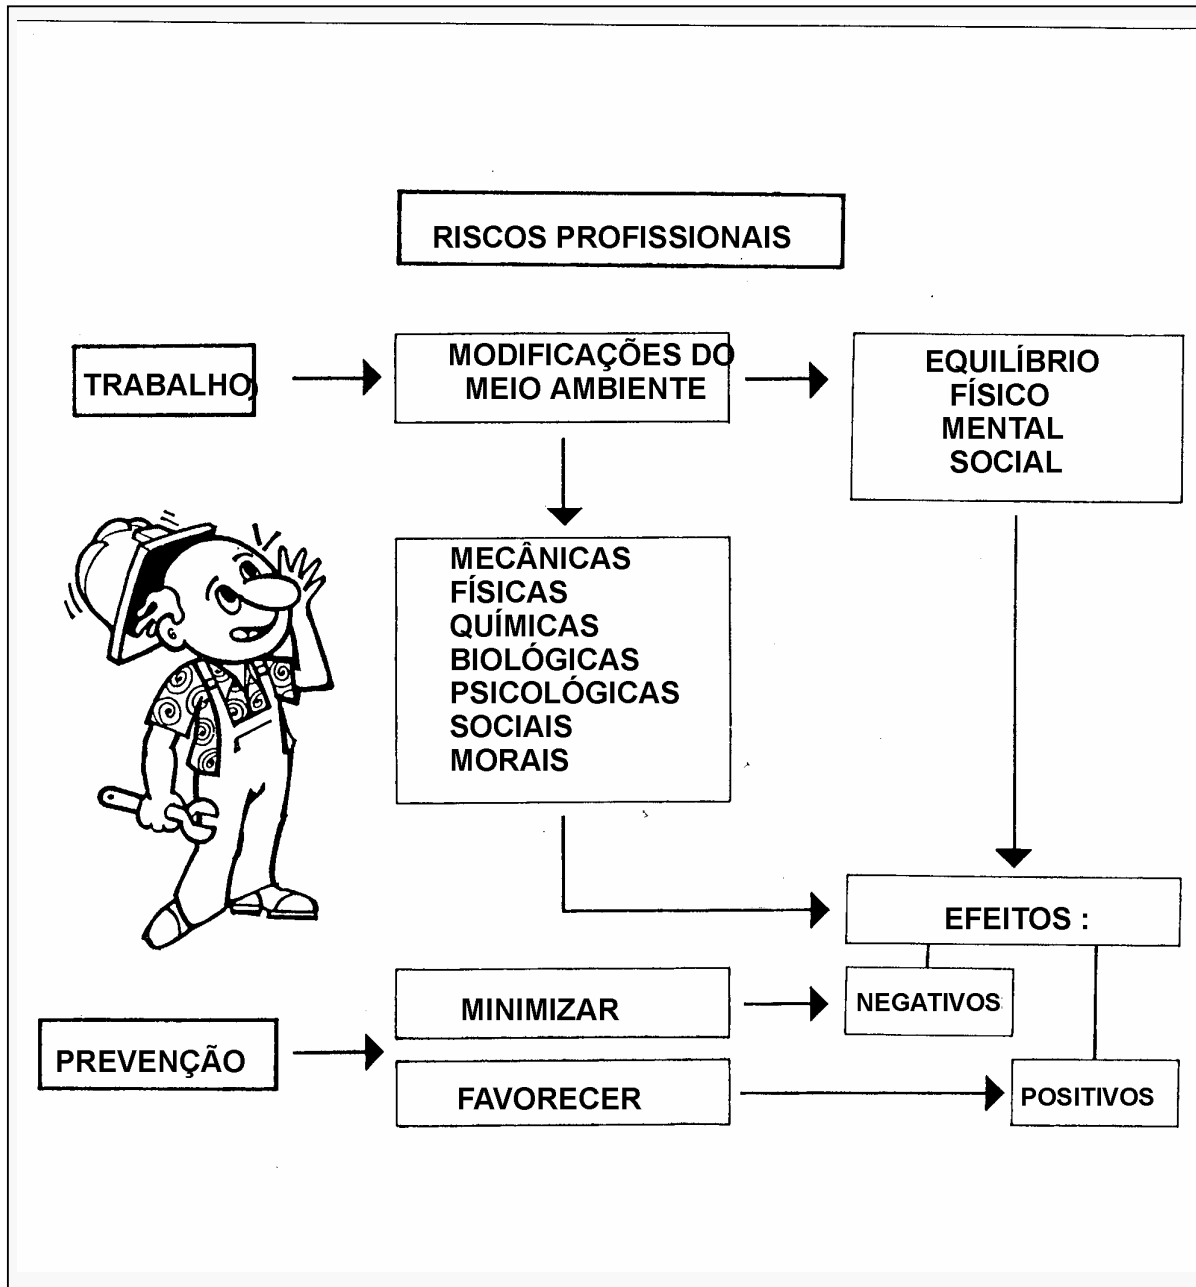 RISCOS PROFISSIONAIS
TRABALHO
MODIFICAÇÕES DO
MEIO AMBIENTE
EQUILÍBRIO
FÍSICO
MENTAL
SOCIAL
MECÂNICAS
FÍSICAS
QUÍMICAS
BIOLÓGICAS
PSICOLÓGICAS
SOCIAIS
MORAIS
EFEITOS :
PREVENÇÃO
MINIMIZAR
NEGATIVOS
FAVORECER
POSITIVOS